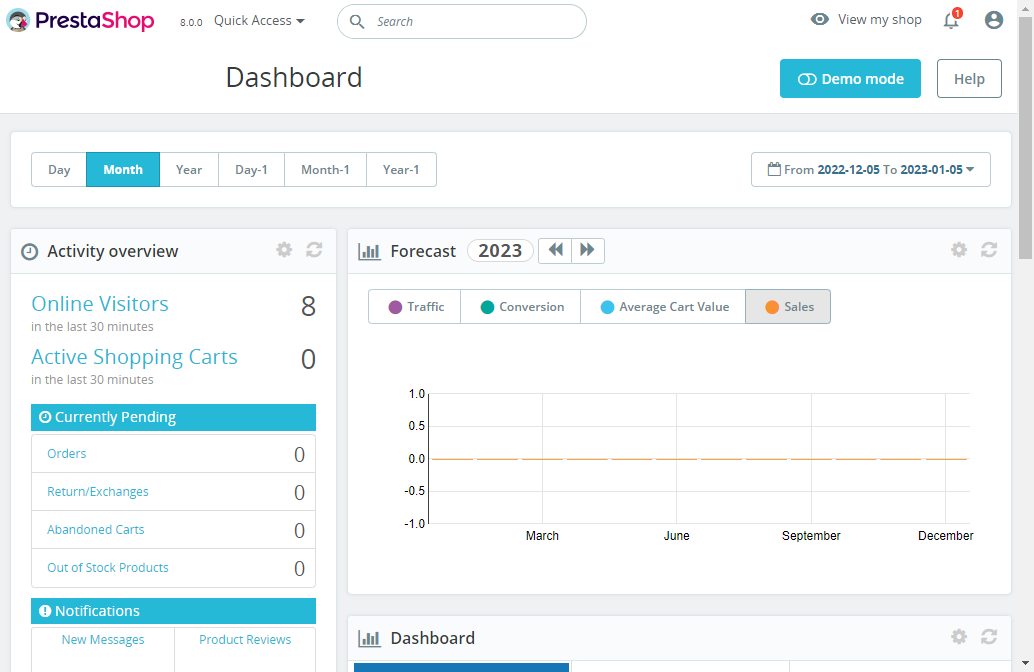 PrestaShop 8.0.0 Quick Access Search View my shop 1
Dashboard Demo mode Help
Day Month Year Day-1 Month-1 Year-1 From 2022-12-05 To 2023-01-05
Activity overview
Online Visitors 8
in the last 30 minutes
Active Shopping Carts 0
in the last 30 minutes
Currently Pending
Orders 0
Return/Exchanges 0
Abandoned Carts 0
Out of Stock Products 0
Notifications
New Messages Product Reviews
Forecast 2023
Traffic Conversion Average Cart Value Sales
1.0
0.5
0.0
-0.5
-1.0
March June September December
Dashboard